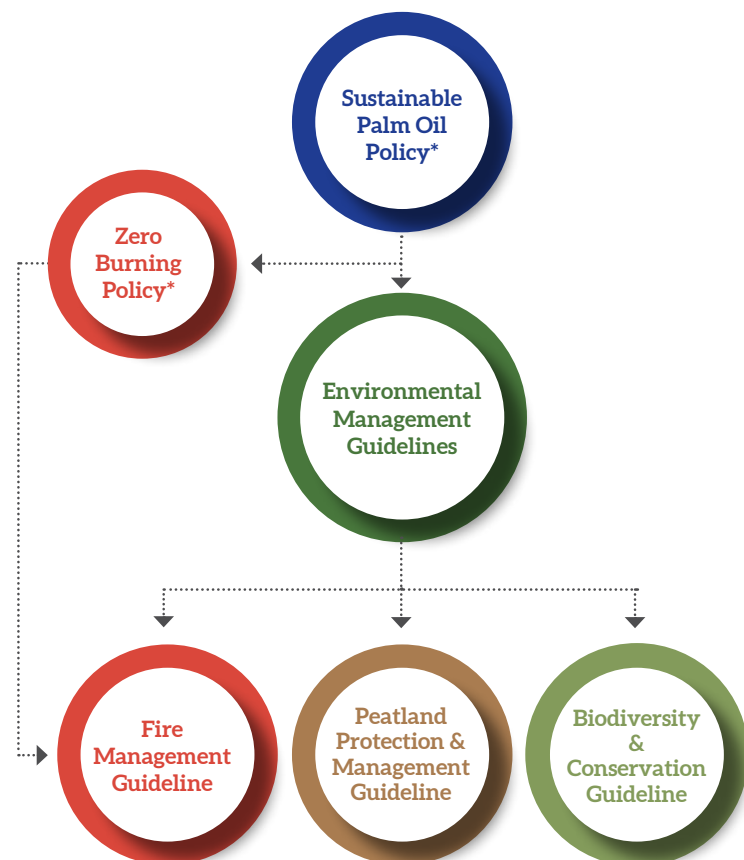 Sustainable
Palm Oil
Policy*
Zero
Burning
Policy*
Environmental
Management
Guidelines
Fire
Management
Guideline
Peatland
Protection &
Management
Guideline
Biodiversity
&
Conservation
Guideline